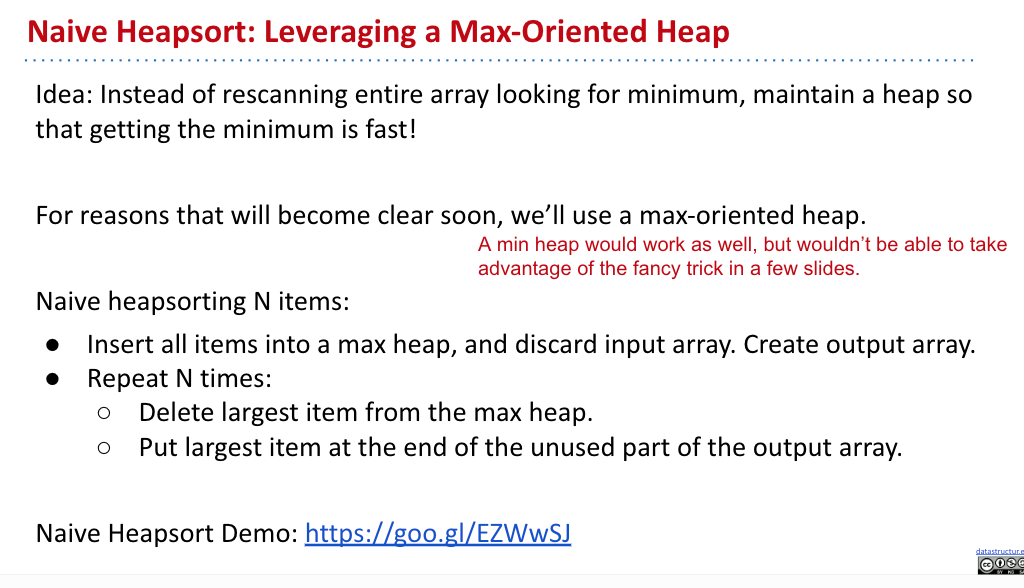 Naive Heapsort: Leveraging a Max-Oriented Heap
Idea: Instead of rescanning entire array looking for minimum, maintain a heap so
that getting the minimum is fast!
For reasons that will become clear soon, we’ll use a max-oriented heap.
A min heap would work as well, but wouldn’t be able to take
advantage of the fancy trick in a few slides.
Naive heapsorting N items:
● Insert all items into a max heap, and discard input array. Create output array.
● Repeat N times:
○ Delete largest item from the max heap.
○ Put largest item at the end of the unused part of the output array.
Naive Heapsort Demo: https://goo.gl/EZWwSJ
datastructur.e